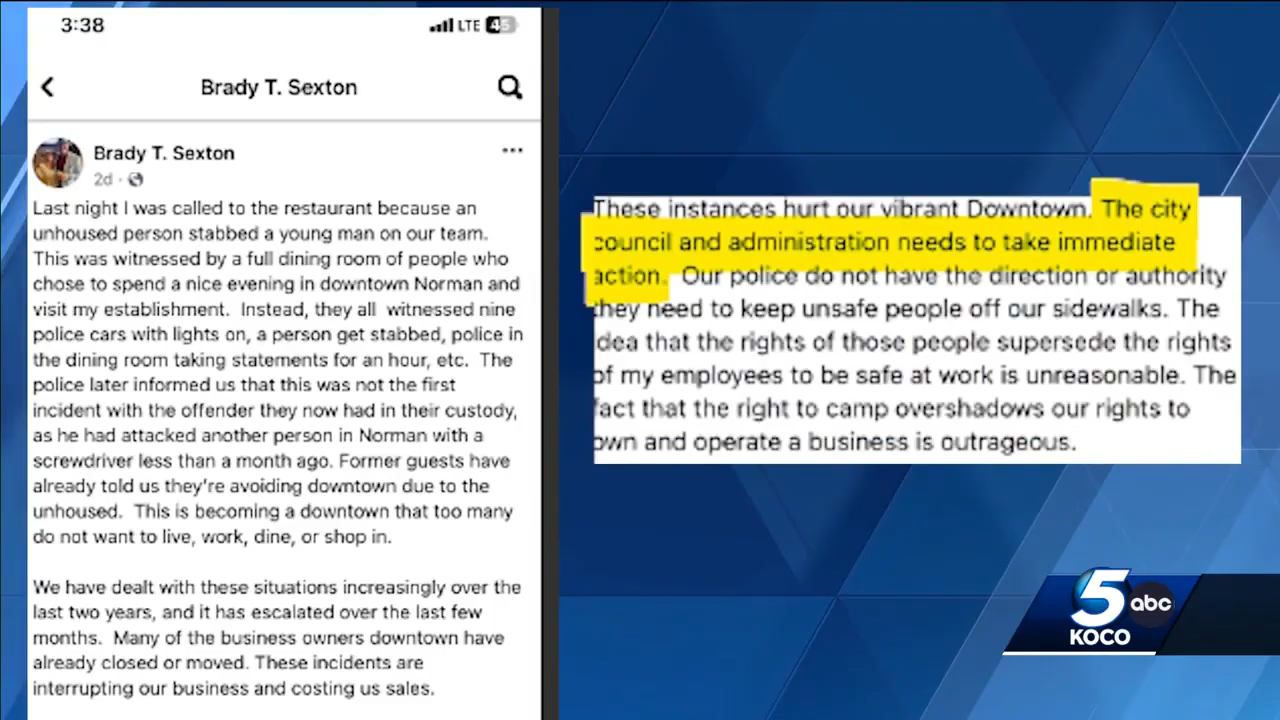 3:38
LTE 45
Brady T. Sexton
Brady T. Sexton
2d ·
Last night I was called to the restaurant because an
unhoused person stabbed a young man on our team.
This was witnessed by a full dining room of people who
chose to spend a nice evening in downtown Norman and
visit my establishment. Instead, they all witnessed nine
police cars with lights on, a person get stabbed, police in
the dining room taking statements for an hour, etc. The
police later informed us that this was not the first
incident with the offender they now had in their custody,
as he had attacked another person in Norman with a
screwdriver less than a month ago. Former guests have
already told us they're avoiding downtown due to the
unhoused. This is becoming a downtown that too many
do not want to live, work, dine, or shop in.
We have dealt with these situations increasingly over the
last two years, and it has escalated over the last few
months. Many of the business owners downtown have
already closed or moved. These incidents are
interrupting our business and costing us sales.
These instances hurt our vibrant Downtown. The city
council and administration needs to take immediate
action. Our police do not have the direction or authority
they need to keep unsafe people off our sidewalks. The
idea that the rights of those people supersede the rights
of my employees to be safe at work is unreasonable. The
fact that the right to camp overshadows our rights to
own and operate a business is outrageous.
5 abc
KOCO